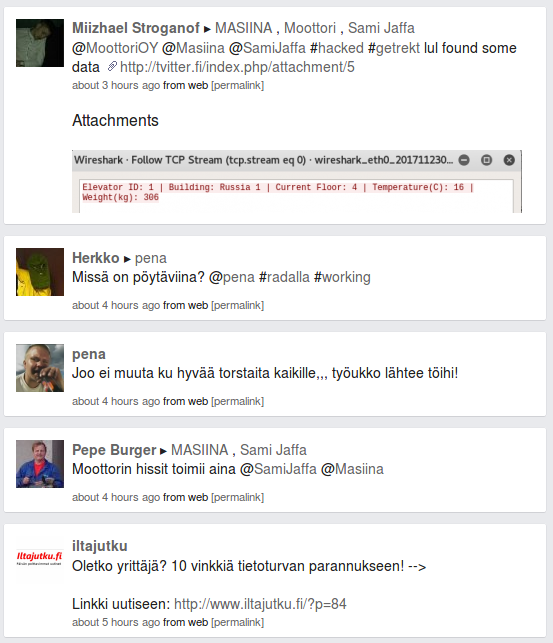 Miizhael Stroganof ▸ MASIINA , Moottori , Sami Jaffa
@MoottoriOY @Masiina @SamiJaffa #hacked #getrekt lul found some
data http://tvitter.fi/index.php/attachment/5
about 3 hours ago from web [permalink]
Attachments
Wireshark · Follow TCP Stream (tcp.stream eq 0) · wireshark_eth0_201711230...
Elevator ID: 1 | Building: Russia 1 | Current Floor: 4 | Temperature(C): 16 |
Weight(kg): 306
Herkko ▸ pena
Missä on pöytäviina? @pena #radalla #working
about 4 hours ago from web [permalink]
pena
Joo ei muuta ku hyvää torstaita kaikille,,, työukko lähtee töihi!
about 4 hours ago from web [permalink]
Pepe Burger ▸ MASIINA , Sami Jaffa
Moottorin hissit toimii aina @SamiJaffa @Masiina
about 4 hours ago from web [permalink]
Iltajutku.fi
iltajutku
Oletko yrittäjä? 10 vinkkiä tietoturvan parannukseen! -->
Linkki uutiseen: http://www.iltajutku.fi/?p=84
about 5 hours ago from web [permalink]